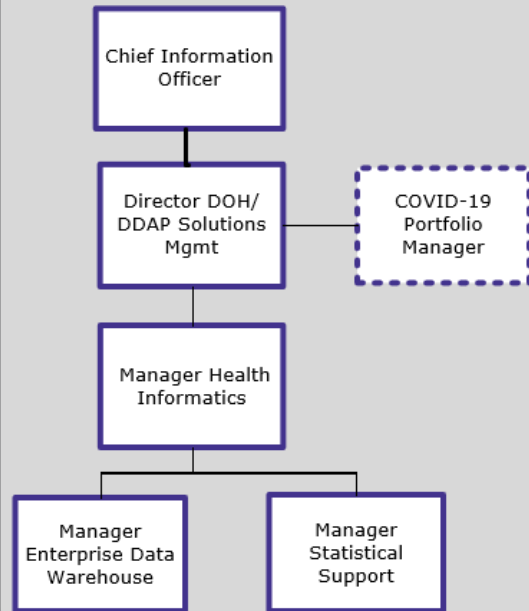 Chief Information
Officer
Director DOH/
DDAP Solutions
Mgmt
COVID-19
Portfolio
Manager
Manager Health
Informatics
Manager
Enterprise Data
Warehouse
Manager
Statistical
Support